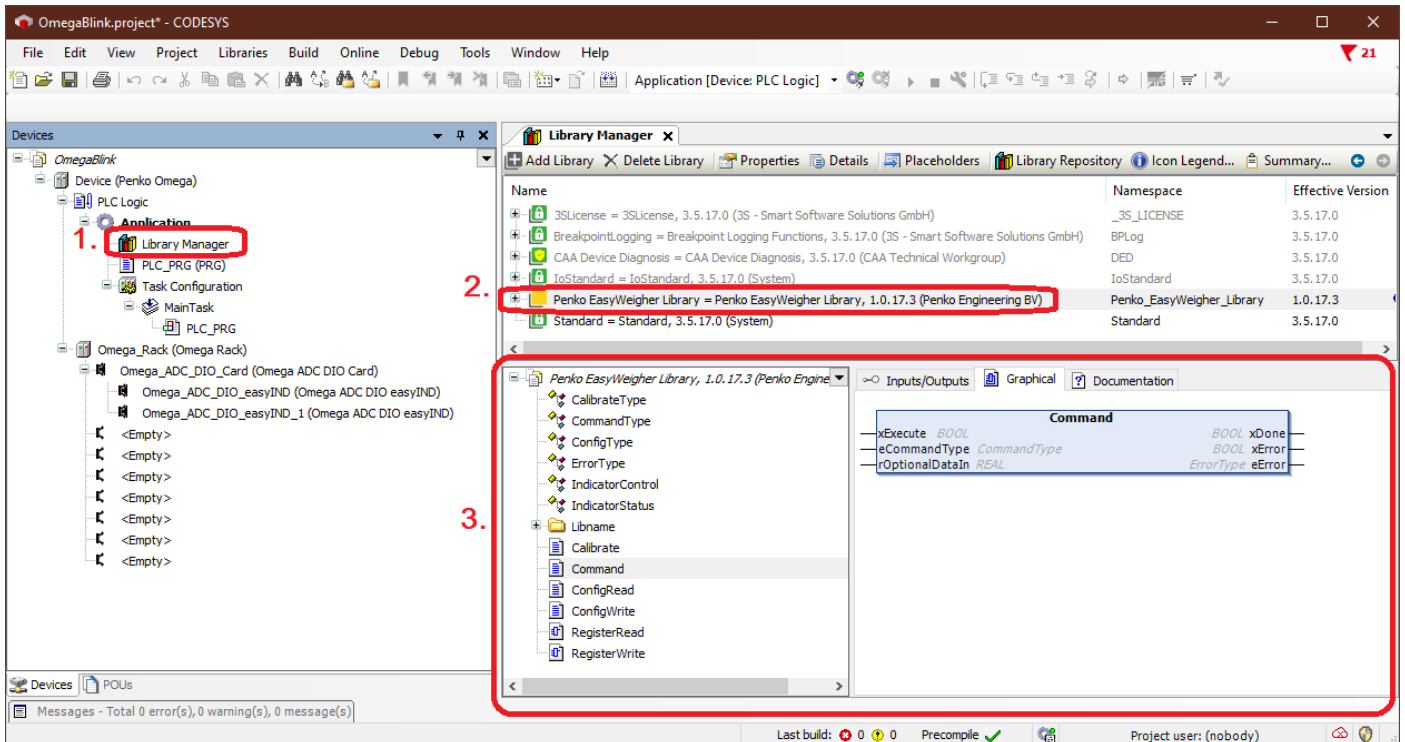 OmegaBlink.project* - CODESYS
File Edit View Project Libraries Build Online Debug Tools Window Help
21
Application [Device: PLC Logic]
Devices
OmegaBlink
Device (Penko Omega)
PLC Logic
Application
1. Library Manager
PLC_PRG (PRG)
Task Configuration
MainTask
PLC_PRG
Omega_Rack (Omega Rack)
Omega_ADC_DIO_Card (Omega ADC DIO Card)
Omega_ADC_DIO_easyIND (Omega ADC DIO easyIND)
Omega_ADC_DIO_easyIND_1 (Omega ADC DIO easyIND)
<Empty>
<Empty>
<Empty>
<Empty>
<Empty>
<Empty>
<Empty>
Devices POUs
Library Manager
Add Library Delete Library Properties Details Placeholders Library Repository Icon Legend... Summary...
Name Namespace Effective Version
3SLicense = 3SLicense, 3.5.17.0 (3S - Smart Software Solutions GmbH) _3S_LICENSE 3.5.17.0
BreakpointLogging = Breakpoint Logging Functions, 3.5.17.0 (3S - Smart Software Solutions GmbH) BPLog 3.5.17.0
CAA Device Diagnosis = CAA Device Diagnosis, 3.5.17.0 (CAA Technical Workgroup) DED 3.5.17.0
IoStandard = IoStandard, 3.5.17.0 (System) IoStandard 3.5.17.0
2. Penko EasyWeigher Library = Penko EasyWeigher Library, 1.0.17.3 (Penko Engineering BV) Penko_EasyWeigher_Library 1.0.17.3
Standard = Standard, 3.5.17.0 (System) Standard 3.5.17.0
3.
Penko EasyWeigher Library, 1.0.17.3 (Penko Engine
CalibrateType
CommandType
ConfigType
ErrorType
IndicatorControl
IndicatorStatus
Libname
Calibrate
Command
ConfigRead
ConfigWrite
RegisterRead
RegisterWrite
Inputs/Outputs Graphical Documentation
Command
xExecute BOOL BOOL xDone
eCommandType CommandType BOOL xError
rOptionalDataIn REAL ErrorType eError
Messages - Total 0 error(s), 0 warning(s), 0 message(s)
Last build: 0 0 Precompile Project user: (nobody)